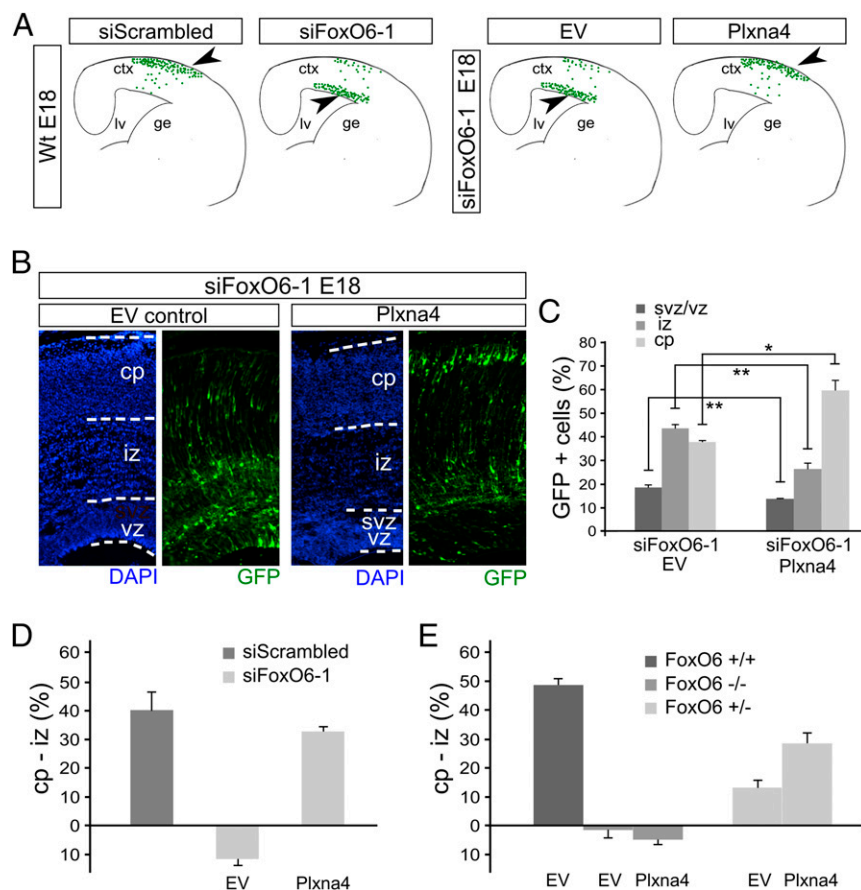 A
siScrambled
siFoxO6-1
EV
Plxna4
Wt E18
siFoxO6-1 E18
ctx
lv
ge
ctx
lv
ge
ctx
lv
ge
ctx
lv
ge
B
siFoxO6-1 E18
EV control
Plxna4
cp
iz
svz
vz
cp
iz
svz
vz
DAPI
GFP
DAPI
GFP
C
svz/vz
iz
cp
GFP + cells (%)
80
70
60
50
40
30
20
10
0
*
**
**
siFoxO6-1
EV
siFoxO6-1
Plxna4
D
cp - iz (%)
60
50
40
30
20
10
0
10
siScrambled
siFoxO6-1
EV
Plxna4
E
cp - iz (%)
60
50
40
30
20
10
0
10
FoxO6 +/+
FoxO6 -/-
FoxO6 +/-
EV
EV
Plxna4
EV
Plxna4